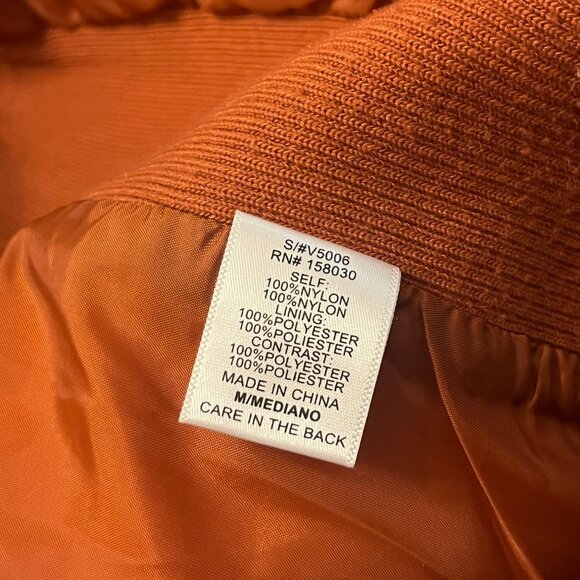 S/#V5006
RN# 158030
SELF:
100%NYLON
100%NYLON
LINING:
100%POLYESTER
100%POLIESTER
CONTRAST:
100%POLYESTER
100%POLIESTER
MADE IN CHINA
M/MEDIANO
CARE IN THE BACK